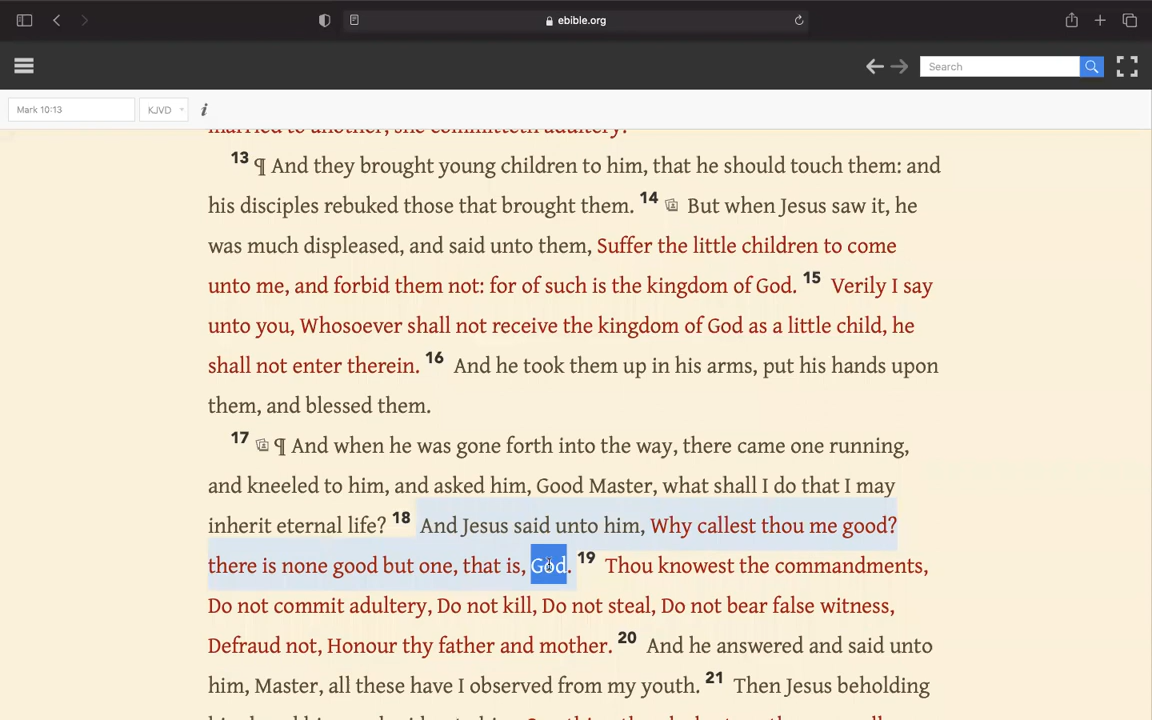 ebible.org
Search
Mark 10:13
KJVD
i
married to another, she committeth adultery.
13 ¶ And they brought young children to him, that he should touch them: and
his disciples rebuked those that brought them. 14 But when Jesus saw it, he
was much displeased, and said unto them, Suffer the little children to come
unto me, and forbid them not: for of such is the kingdom of God. 15 Verily I say
unto you, Whosoever shall not receive the kingdom of God as a little child, he
shall not enter therein. 16 And he took them up in his arms, put his hands upon
them, and blessed them.
17 ¶ And when he was gone forth into the way, there came one running,
and kneeled to him, and asked him, Good Master, what shall I do that I may
inherit eternal life? 18 And Jesus said unto him, Why callest thou me good?
there is none good but one, that is, God. 19 Thou knowest the commandments,
Do not commit adultery, Do not kill, Do not steal, Do not bear false witness,
Defraud not, Honour thy father and mother. 20 And he answered and said unto
him, Master, all these have I observed from my youth. 21 Then Jesus beholding